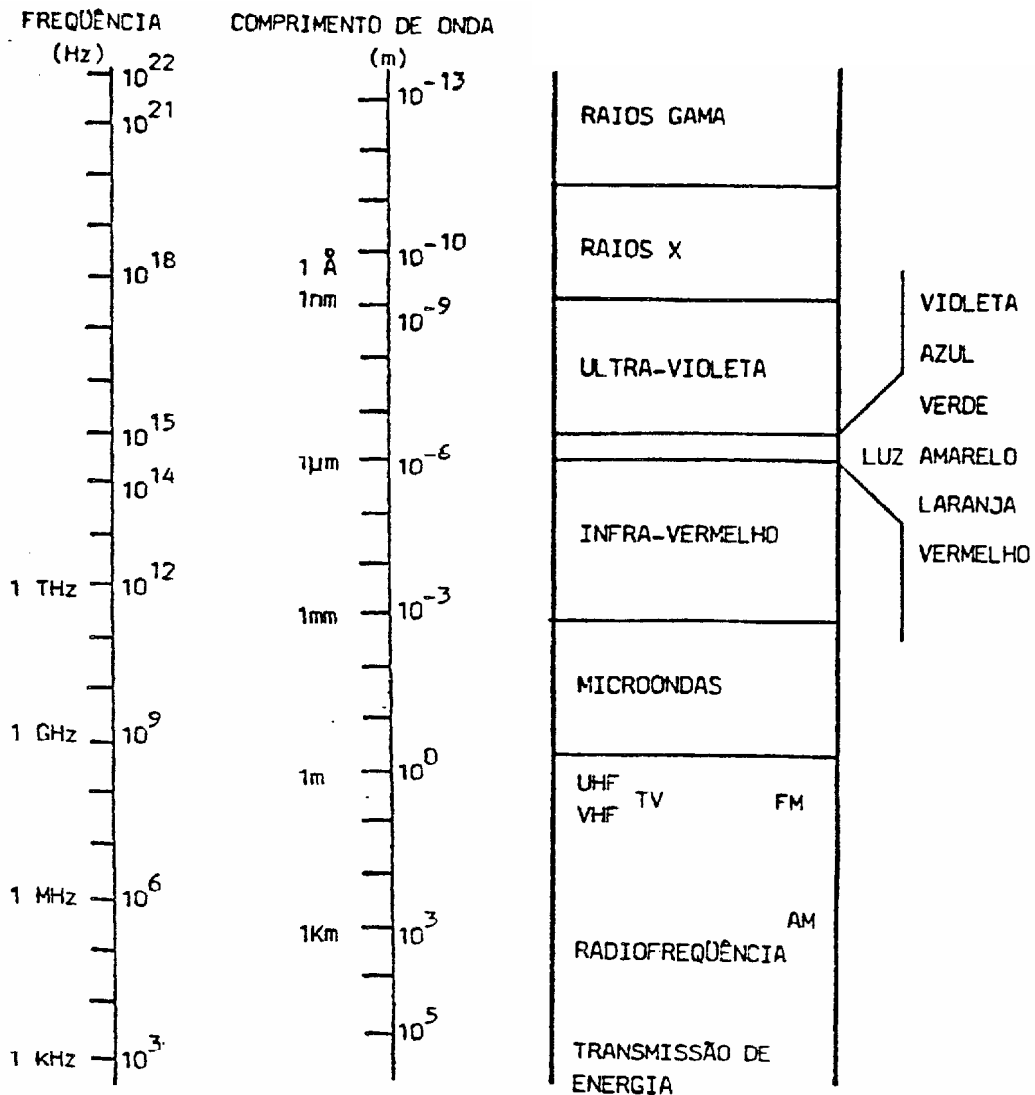 FREQÜÊNCIA
(Hz)
10^22
10^21
10^18
10^15
10^14
1 THz 10^12
1 GHz 10^9
1 MHz 10^6
1 KHz 10^3
COMPRIMENTO DE ONDA
(m)
10^-13
1 Å 10^-10
1nm 10^-9
1µm 10^-6
1mm 10^-3
1m 10^0
1Km 10^3
10^5
RAIOS GAMA
RAIOS X
ULTRA-VIOLETA
INFRA-VERMELHO
MICROONDAS
UHF
VHF TV FM
AM
RADIOFREQÜÊNCIA
TRANSMISSÃO DE
ENERGIA
VIOLETA
AZUL
VERDE
LUZ AMARELO
LARANJA
VERMELHO